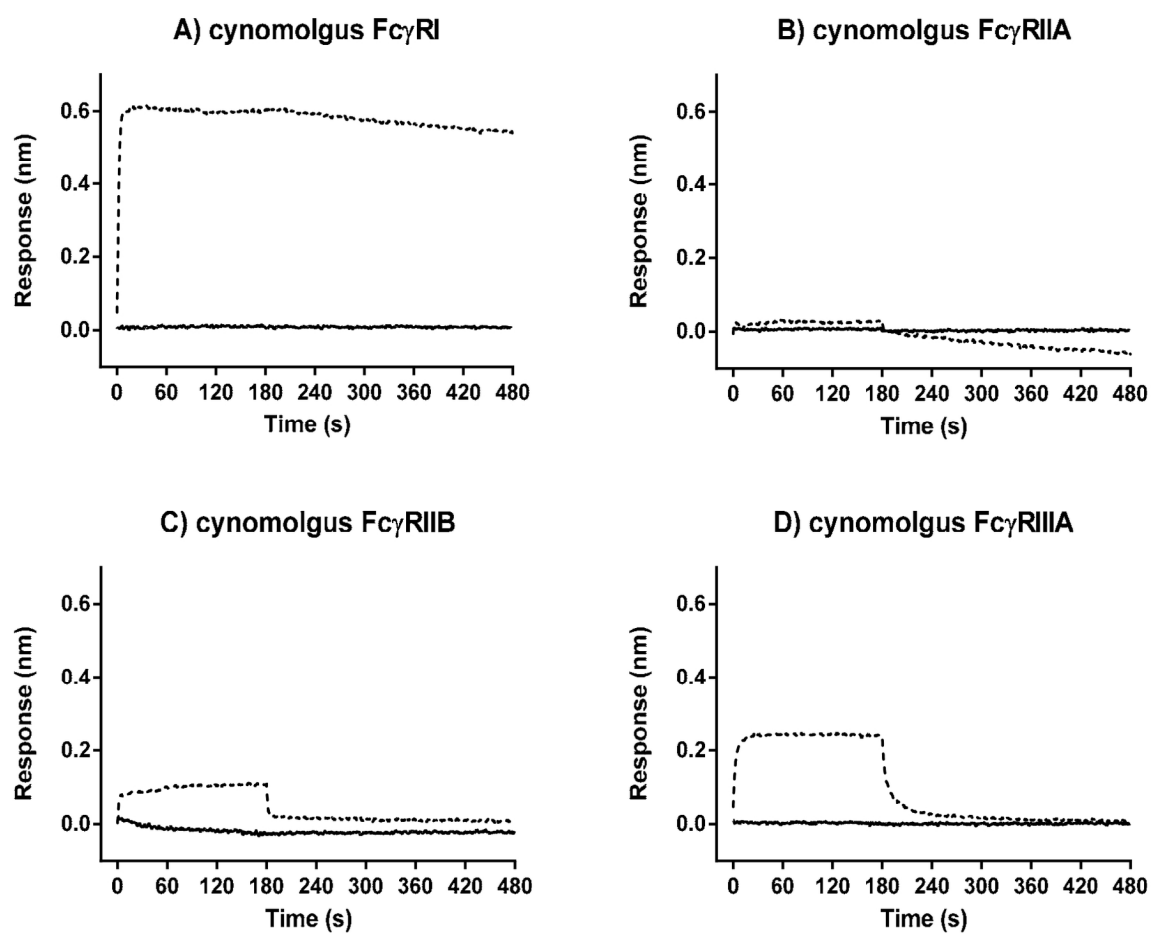 A) cynomolgus FcγRI
Response (nm)
0.6
0.4
0.2
0.0
0 60 120 180 240 300 360 420 480
Time (s)
B) cynomolgus FcγRIIA
Response (nm)
0.6
0.4
0.2
0.0
0 60 120 180 240 300 360 420 480
Time (s)
C) cynomolgus FcγRIIB
Response (nm)
0.6
0.4
0.2
0.0
0 60 120 180 240 300 360 420 480
Time (s)
D) cynomolgus FcγRIIIA
Response (nm)
0.6
0.4
0.2
0.0
0 60 120 180 240 300 360 420 480
Time (s)